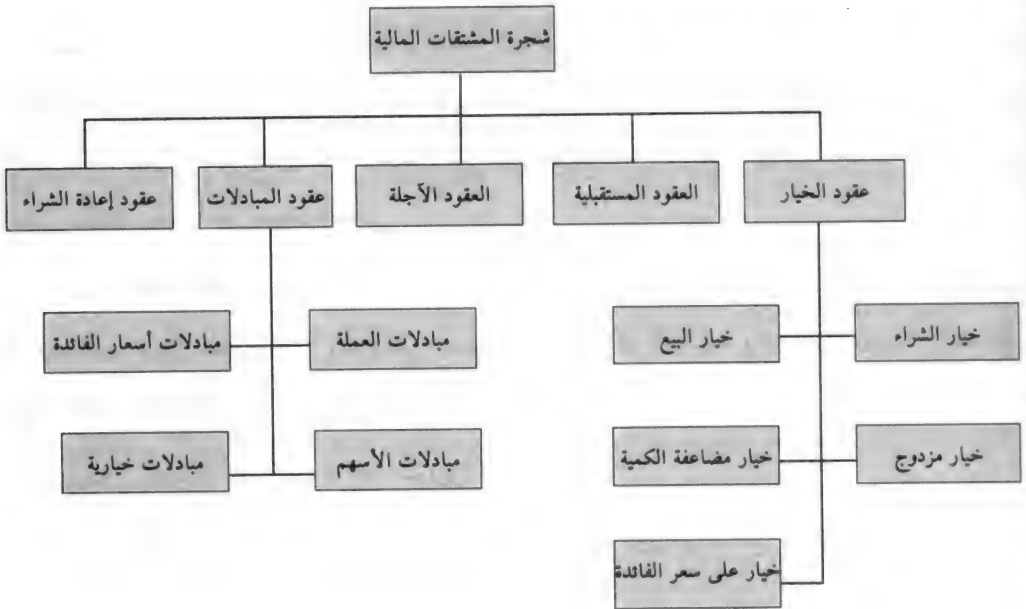 شجرة المشتقات المالية
عقود الخيار
العقود المستقبلية
العقود الآجلة
عقود المبادلات
عقود إعادة الشراء
خيار الشراء
خيار البيع
مبادلات العملة
مبادلات أسعار الفائدة
خيار مزدوج
خيار مضاعفة الكمية
مبادلات الأسهم
مبادلات خيارية
خيار على سعر الفائدة